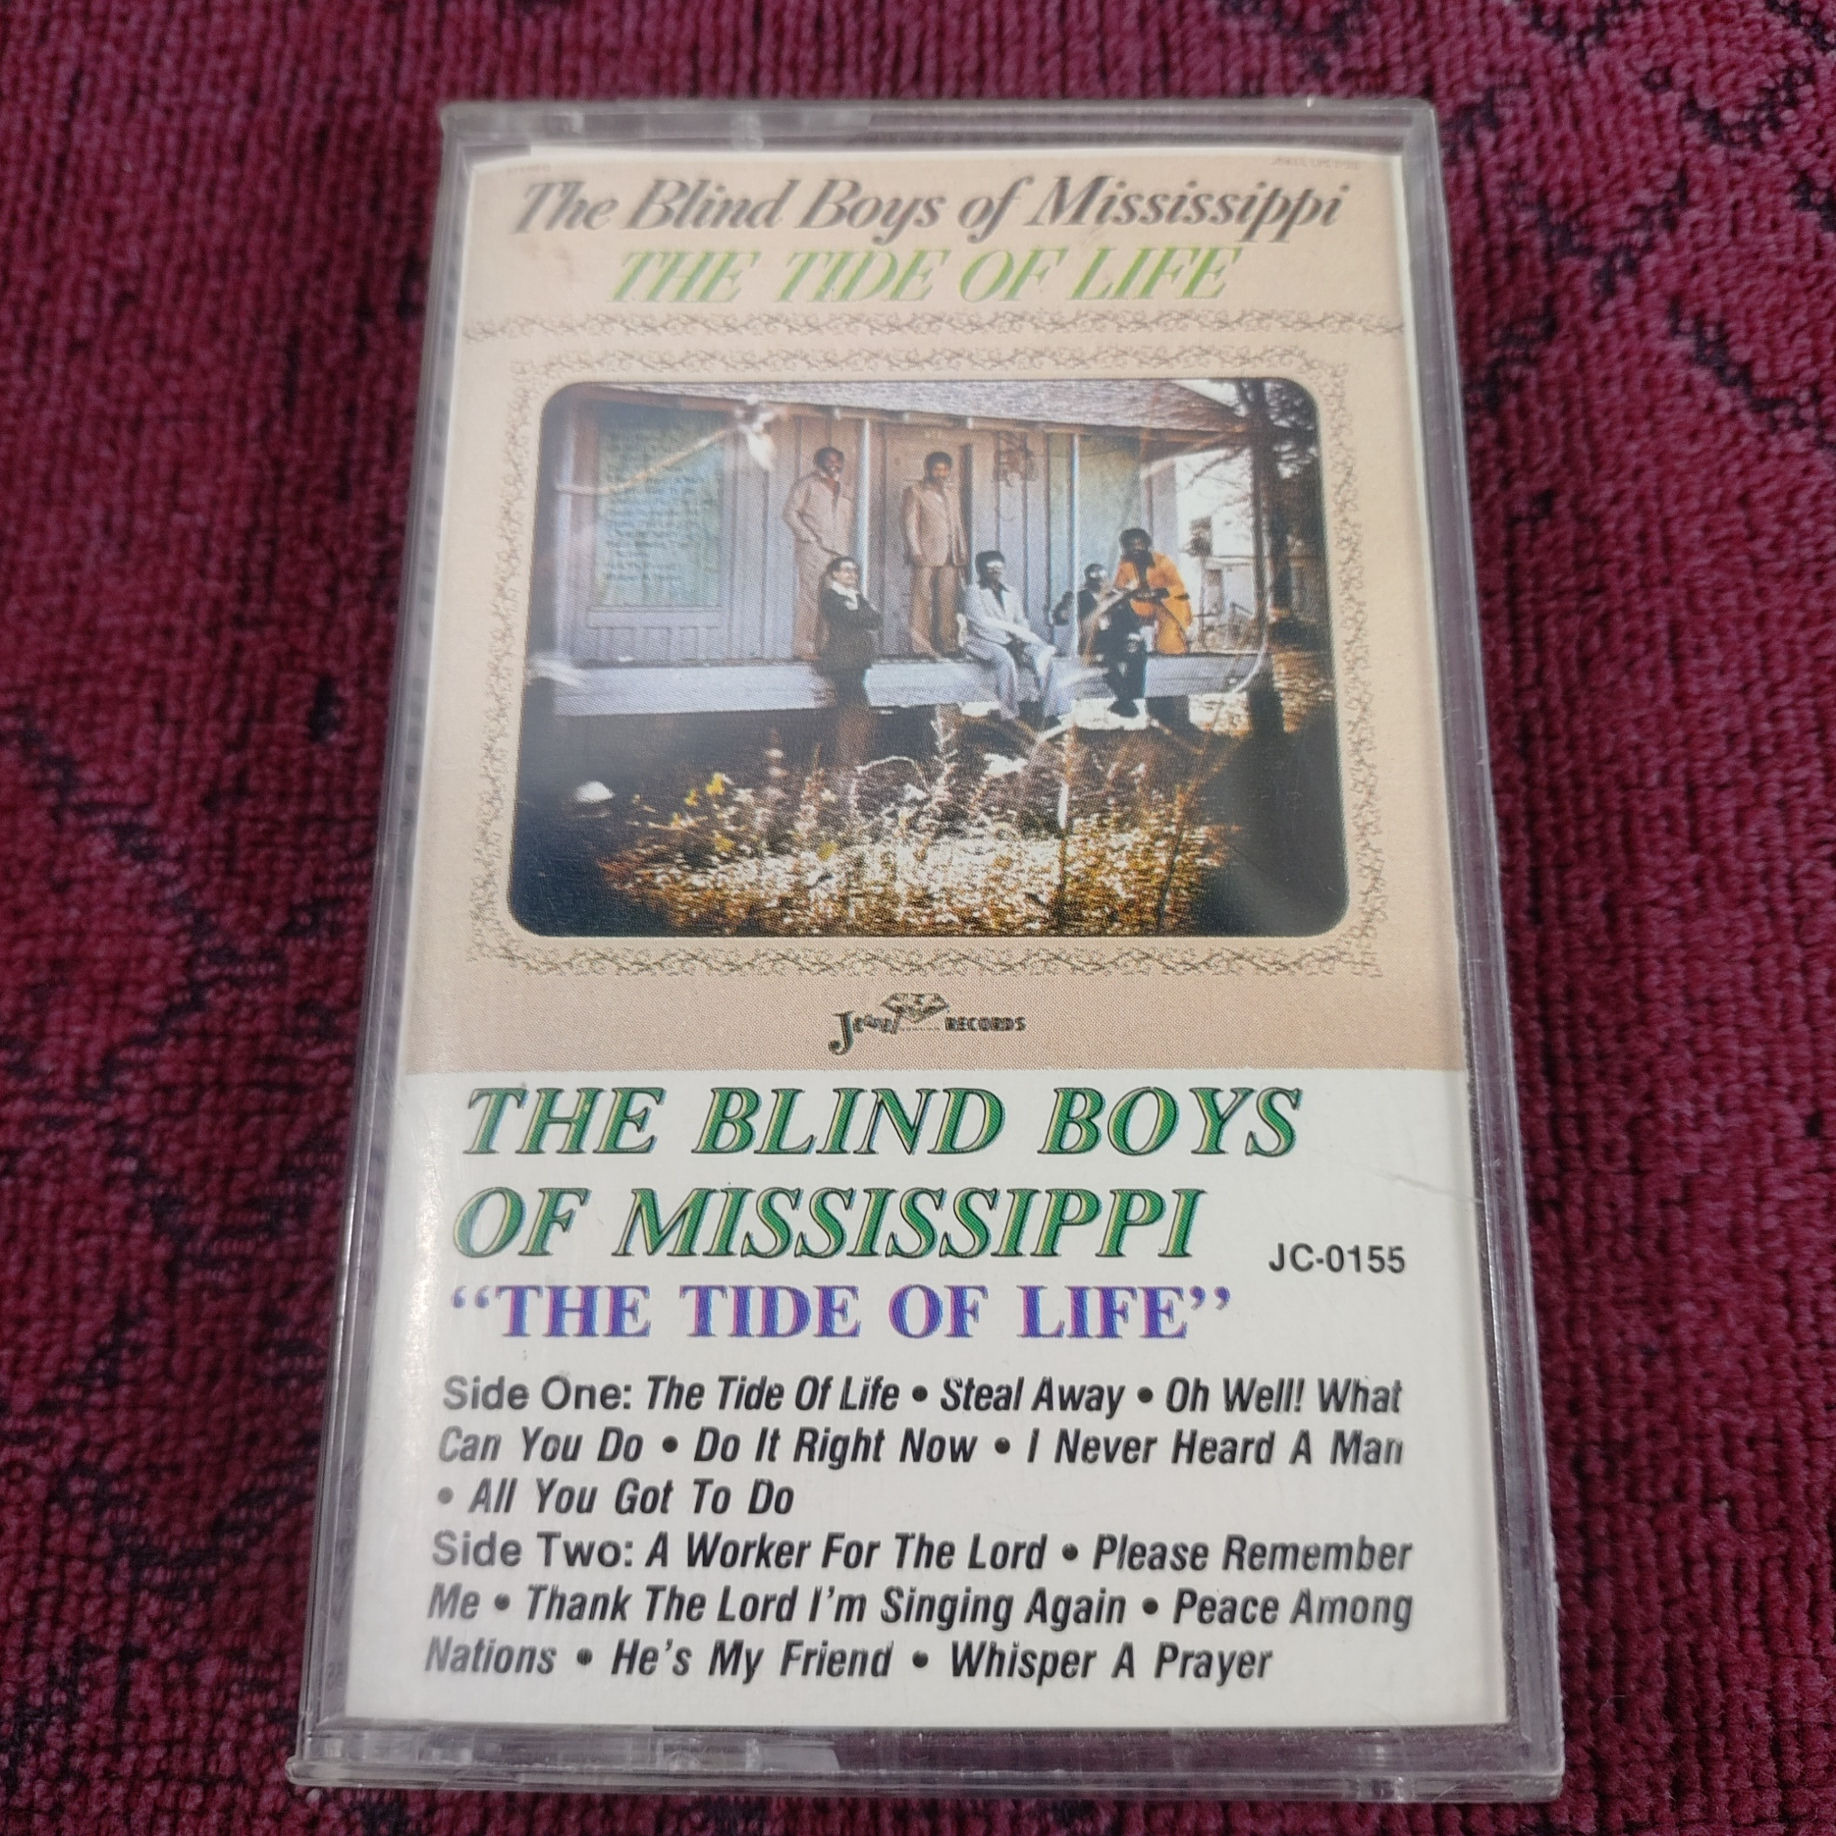 The Blind Boys of Mississippi
THE TIDE OF LIFE
Jewel RECORDS
THE BLIND BOYS
OF MISSISSIPPI
JC-0155
“THE TIDE OF LIFE”
Side One: The Tide Of Life • Steal Away • Oh Well! What
Can You Do • Do It Right Now • I Never Heard A Man
• All You Got To Do
Side Two: A Worker For The Lord • Please Remember
Me • Thank The Lord I’m Singing Again • Peace Among
Nations • He’s My Friend • Whisper A Prayer